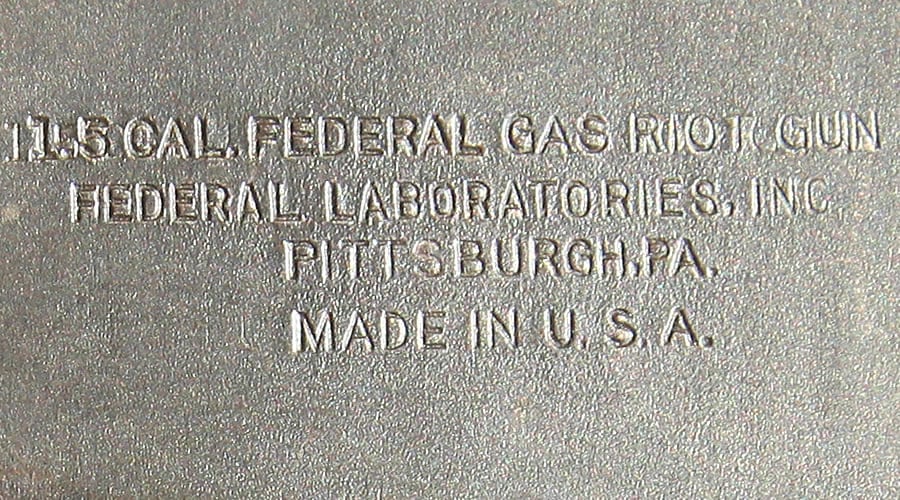 1.5 CAL. FEDERAL GAS RIOT GUN
FEDERAL LABORATORIES, INC.
PITTSBURGH, PA.
MADE IN U. S. A.